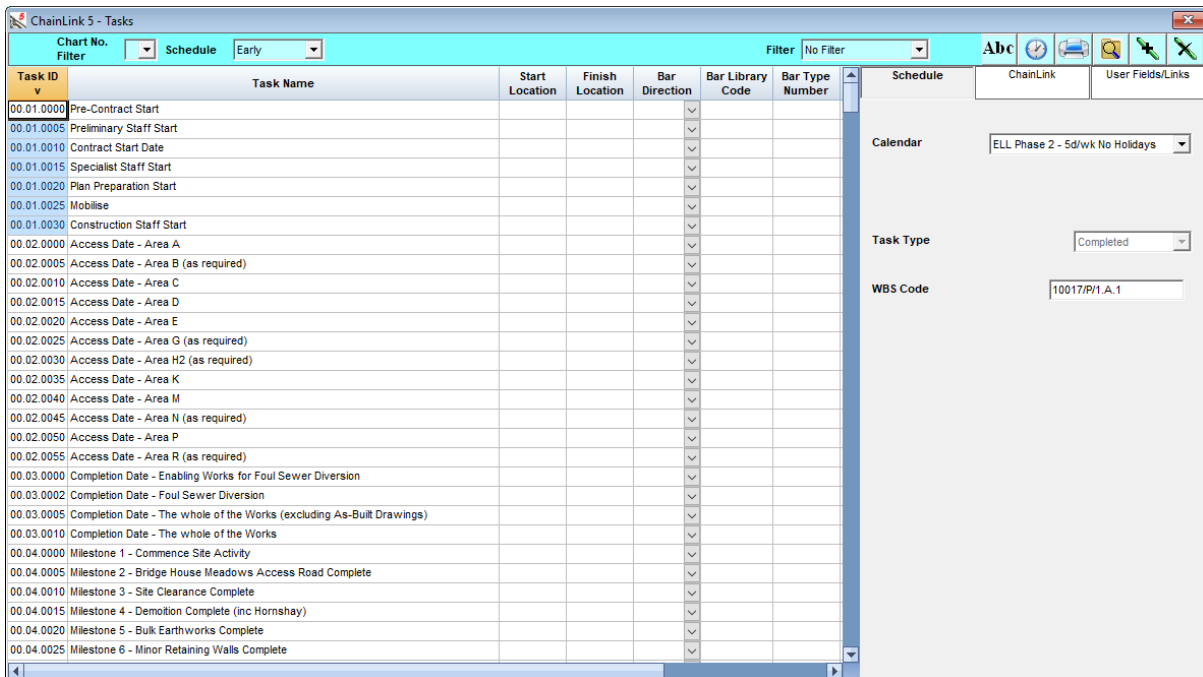 ChainLink 5 - Tasks
Chart No. Filter Schedule Early Filter No Filter Abc
Task ID v Task Name Start Location Finish Location Bar Direction Bar Library Code Bar Type Number Schedule ChainLink User Fields/Links
00.01.0000 Pre-Contract Start
00.01.0005 Preliminary Staff Start
00.01.0010 Contract Start Date
Calendar ELL Phase 2 - 5d/wk No Holidays
00.01.0015 Specialist Staff Start
00.01.0020 Plan Preparation Start
00.01.0025 Mobilise
00.01.0030 Construction Staff Start
00.02.0000 Access Date - Area A
Task Type Completed
00.02.0005 Access Date - Area B (as required)
00.02.0010 Access Date - Area C
WBS Code 10017/P/1.A.1
00.02.0015 Access Date - Area D
00.02.0020 Access Date - Area E
00.02.0025 Access Date - Area G (as required)
00.02.0030 Access Date - Area H2 (as required)
00.02.0035 Access Date - Area K
00.02.0040 Access Date - Area M
00.02.0045 Access Date - Area N (as required)
00.02.0050 Access Date - Area P
00.02.0055 Access Date - Area R (as required)
00.03.0000 Completion Date - Enabling Works for Foul Sewer Diversion
00.03.0002 Completion Date - Foul Sewer Diversion
00.03.0005 Completion Date - The whole of the Works (excluding As-Built Drawings)
00.03.0010 Completion Date - The whole of the Works
00.04.0000 Milestone 1 - Commence Site Activity
00.04.0005 Milestone 2 - Bridge House Meadows Access Road Complete
00.04.0010 Milestone 3 - Site Clearance Complete
00.04.0015 Milestone 4 - Demoition Complete (inc Hornshay)
00.04.0020 Milestone 5 - Bulk Earthworks Complete
00.04.0025 Milestone 6 - Minor Retaining Walls Complete